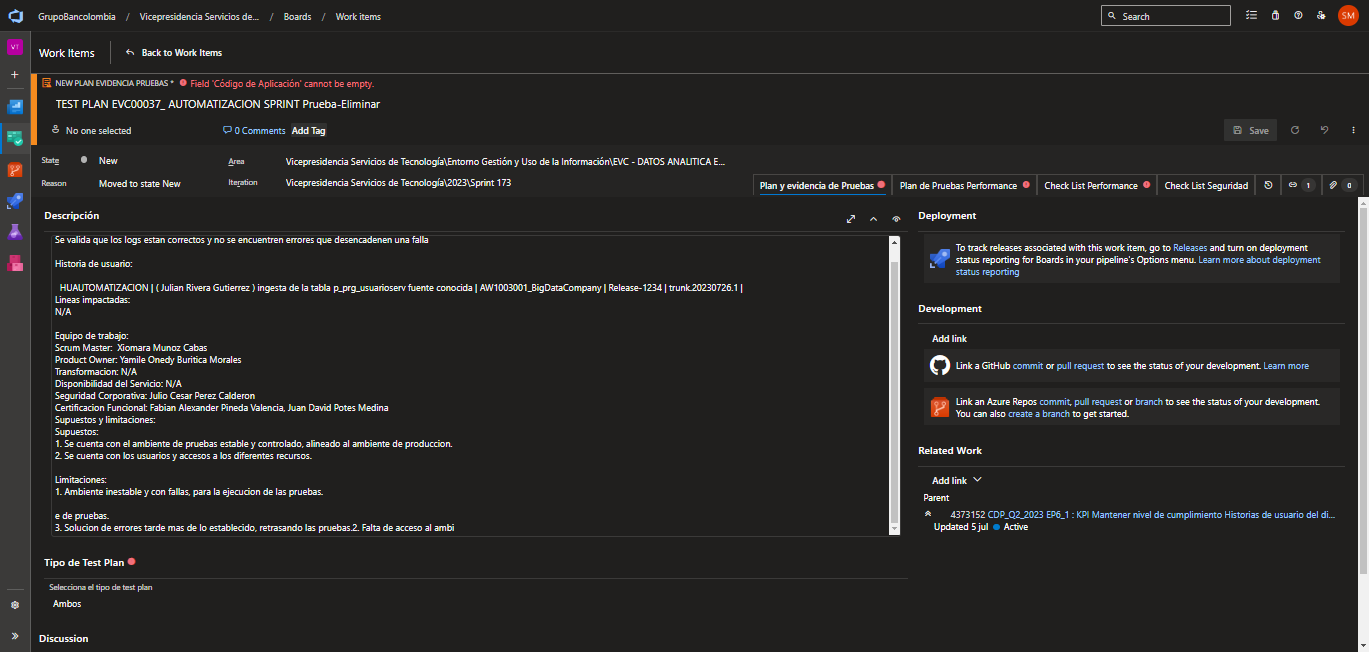 GrupoBancolombia / Vicepresidencia Servicios de... / Boards / Work items
Search
SM
VT
Work Items
Back to Work Items
NEW PLAN EVIDENCIA PRUEBAS * Field 'Código de Aplicación' cannot be empty.
TEST PLAN EVC00037_ AUTOMATIZACION SPRINT Prueba-Eliminar
No one selected
0 Comments
Add Tag
Save
State
New
Area
Vicepresidencia Servicios de Tecnología\Entorno Gestión y Uso de la Información\EVC - DATOS ANALITICA E...
Reason
Moved to state New
Iteration
Vicepresidencia Servicios de Tecnología\2023\Sprint 173
Plan y evidencia de Pruebas
Plan de Pruebas Performance
Check List Performance
Check List Seguridad
1
0
Descripción
Se valida que los logs estan correctos y no se encuentren errores que desencadenen una falla
Historia de usuario:
HUAUTOMATIZACION | ( Julian Rivera Gutierrez ) ingesta de la tabla p_prg_usuarioserv fuente conocida | AW1003001_BigDataCompany | Release-1234 | trunk.20230726.1 |
Lineas impactadas:
N/A
Equipo de trabajo:
Scrum Master: Xiomara Munoz Cabas
Product Owner: Yamile Onedy Buritica Morales
Transformacion: N/A
Disponibilidad del Servicio: N/A
Seguridad Corporativa: Julio Cesar Perez Calderon
Certificacion Funcional: Fabian Alexander Pineda Valencia, Juan David Potes Medina
Supuestos y limitaciones:
Supuestos:
1. Se cuenta con el ambiente de pruebas estable y controlado, alineado al ambiente de produccion.
2. Se cuenta con los usuarios y accesos a los diferentes recursos.
Limitaciones:
1. Ambiente inestable y con fallas, para la ejecucion de las pruebas.
e de pruebas.
3. Solucion de errores tarde mas de lo establecido, retrasando las pruebas.2. Falta de acceso al ambi
Tipo de Test Plan
Selecciona el tipo de test plan
Ambos
Discussion
Deployment
To track releases associated with this work item, go to Releases and turn on deployment
status reporting for Boards in your pipeline's Options menu. Learn more about deployment
status reporting
Development
Add link
Link a GitHub commit or pull request to see the status of your development. Learn more
Link an Azure Repos commit, pull request or branch to see the status of your development.
You can also create a branch to get started.
Related Work
Add link
Parent
4373152 CDP_Q2_2023 EP6_1 : KPI Mantener nivel de cumplimiento Historias de usuario del di...
Updated 5 jul Active